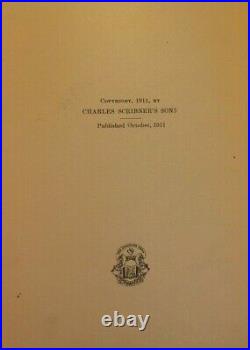 COPYRIGHT, 1911, BY
CHARLES SCRIBNER'S SONS
Published October, 1911